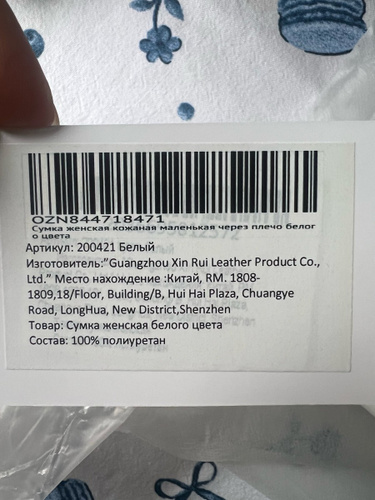 OZN844718471
Сумка женская кожаная маленькая через плечо белог
о цвета
Артикул: 200421 Белый
Изготовитель:"Guangzhou Xin Rui Leather Product Co.,
Ltd." Место нахождение :Китай, RM. 1808-
1809,18/Floor, Building/B, Hui Hai Plaza, Chuangye
Road, LongHua, New District,Shenzhen
Товар: Сумка женская белого цвета
Состав: 100% полиуретан